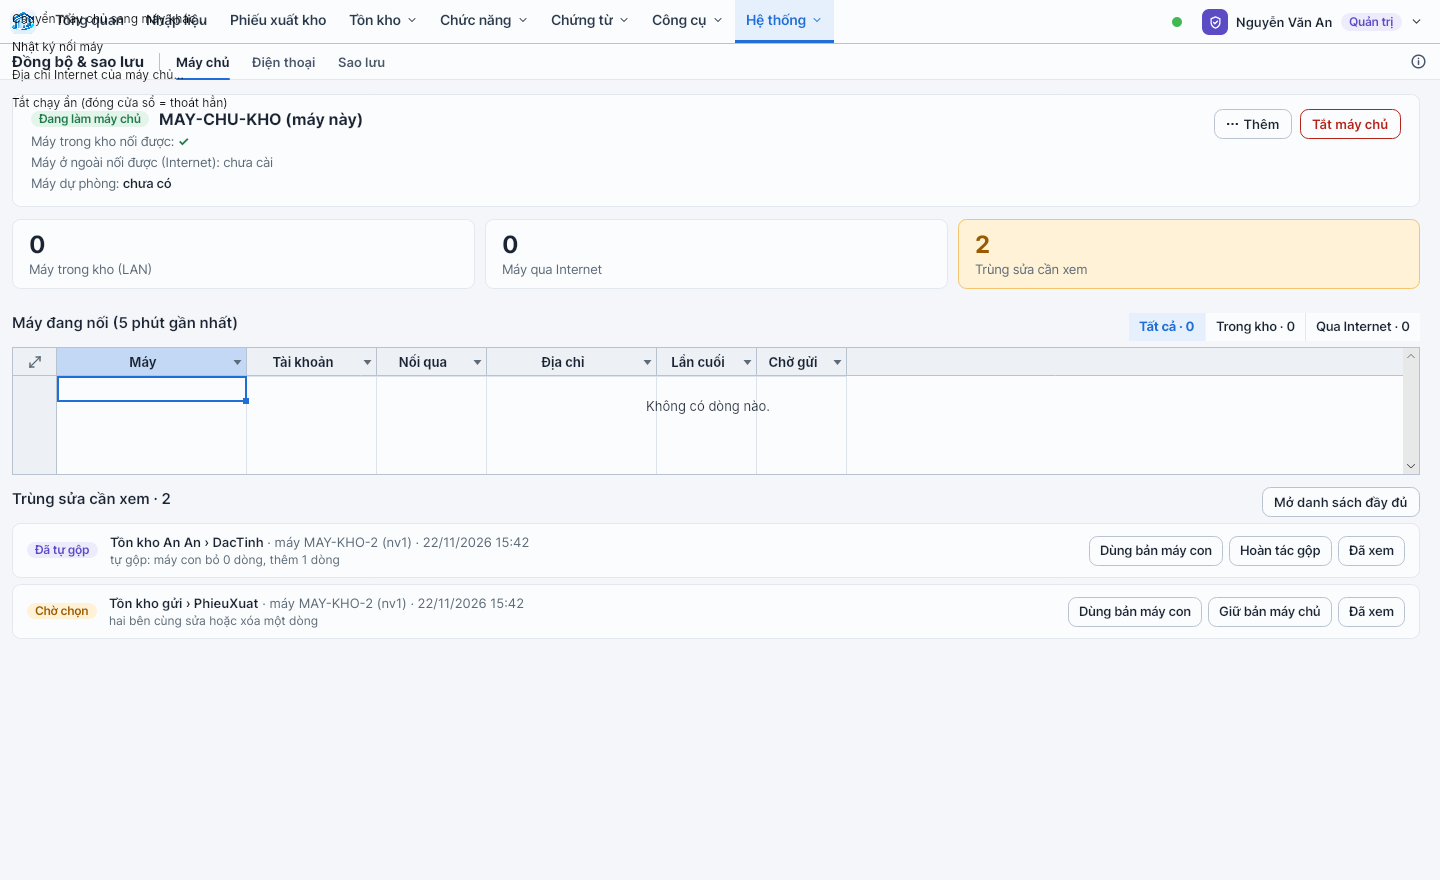 Chuyển máy chủ sang máy khác...
Tổng quan Nhập liệu Phiếu xuất kho Tồn kho Chức năng Chứng từ Công cụ Hệ thống Nguyễn Văn An Quản trị
Nhật ký nối máy
Đồng bộ & sao lưu Máy chủ Điện thoại Sao lưu
Địa chỉ Internet của máy chủ...
Tắt chạy ẩn (đóng cửa sổ = thoát hẳn)
Đang làm máy chủ MAY-CHU-KHO (máy này) ··· Thêm Tắt máy chủ
Máy trong kho nối được: ✓
Máy ở ngoài nối được (Internet): chưa cài
Máy dự phòng: chưa có
0 0 2
Máy trong kho (LAN) Máy qua Internet Trùng sửa cần xem
Máy đang nối (5 phút gần nhất) Tất cả · 0 Trong kho · 0 Qua Internet · 0
Máy Tài khoản Nối qua Địa chỉ Lần cuối Chờ gửi
Không có dòng nào.
Trùng sửa cần xem · 2 Mở danh sách đầy đủ
Đã tự gộp Tồn kho An An › DacTinh · máy MAY-KHO-2 (nv1) · 22/11/2026 15:42 Dùng bản máy con Hoàn tác gộp Đã xem
tự gộp: máy con bỏ 0 dòng, thêm 1 dòng
Chờ chọn Tồn kho gửi › PhieuXuat · máy MAY-KHO-2 (nv1) · 22/11/2026 15:42 Dùng bản máy con Giữ bản máy chủ Đã xem
hai bên cùng sửa hoặc xóa một dòng